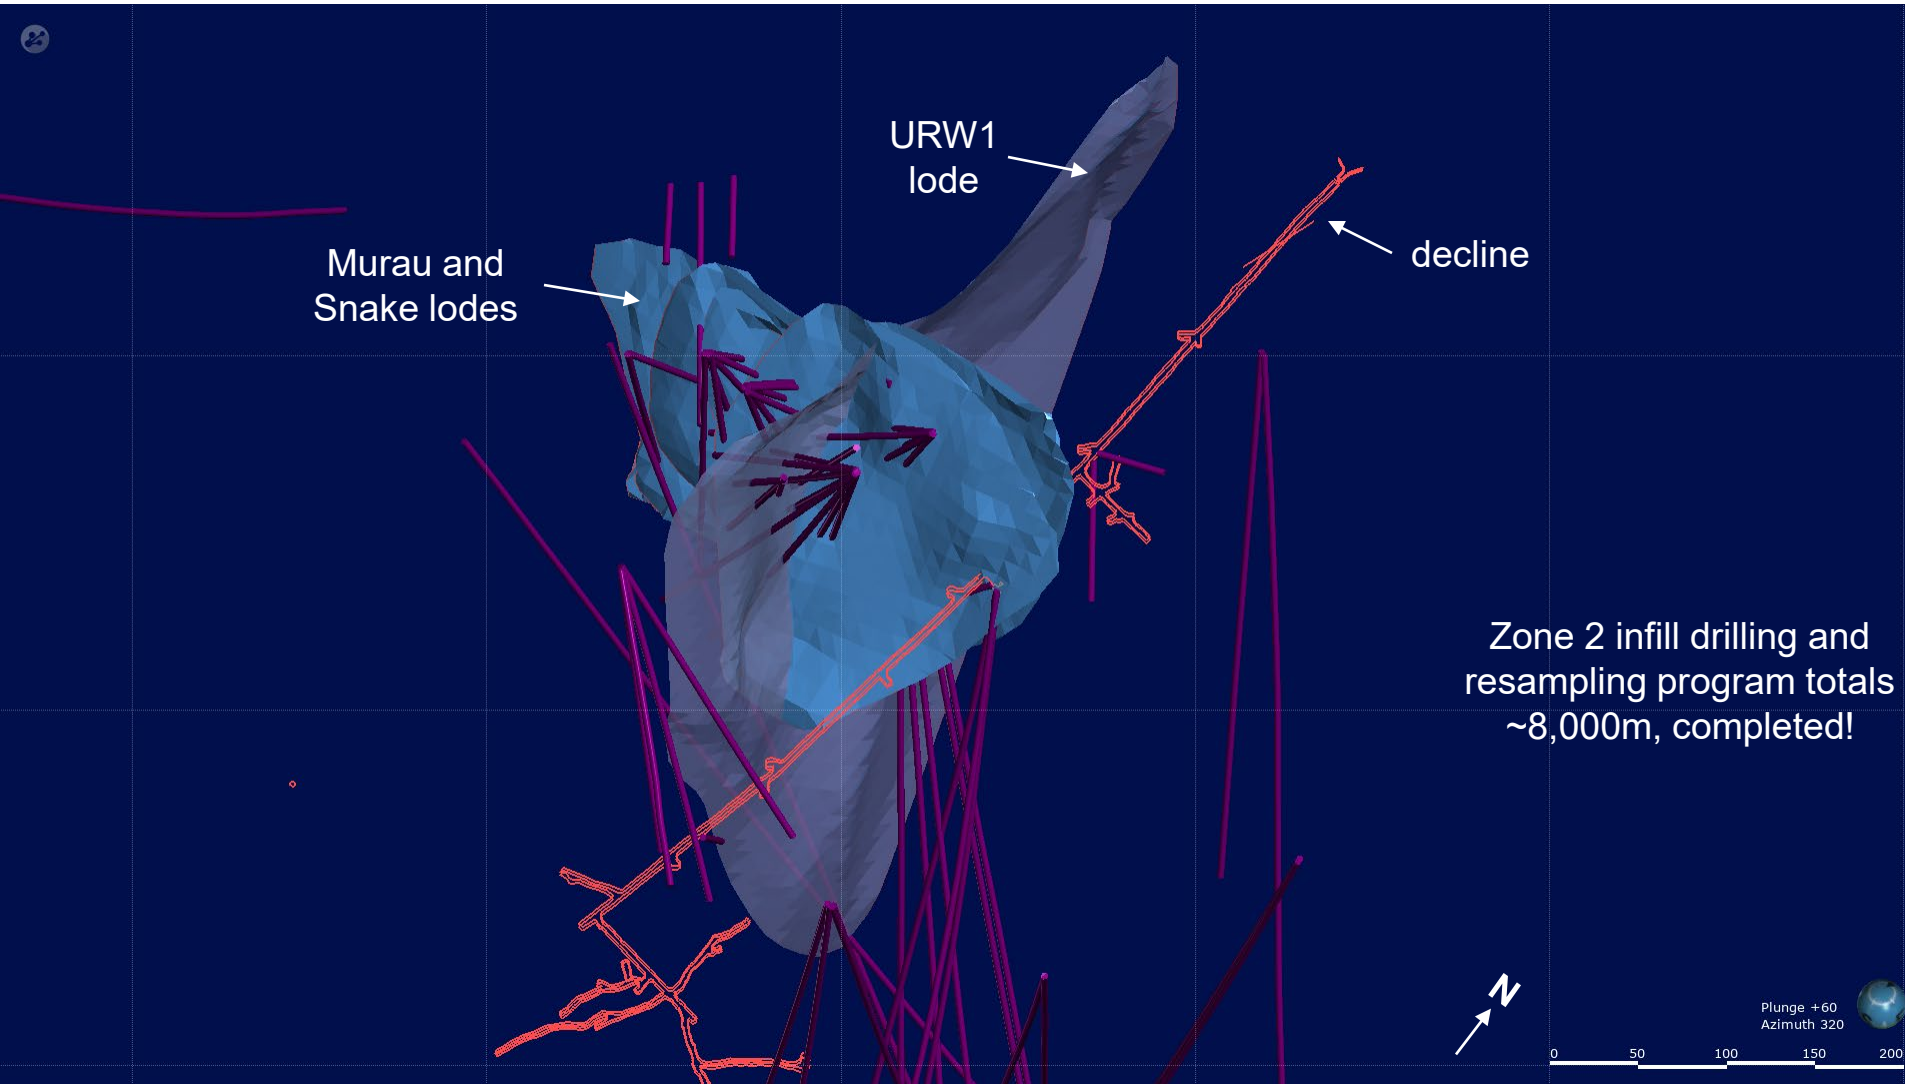 URW1
lode
decline
Murau and
Snake lodes
Zone 2 infill drilling and
resampling program totals
~8,000m, completed!
N
Plunge +60
Azimuth 320
0 50 100 150 200